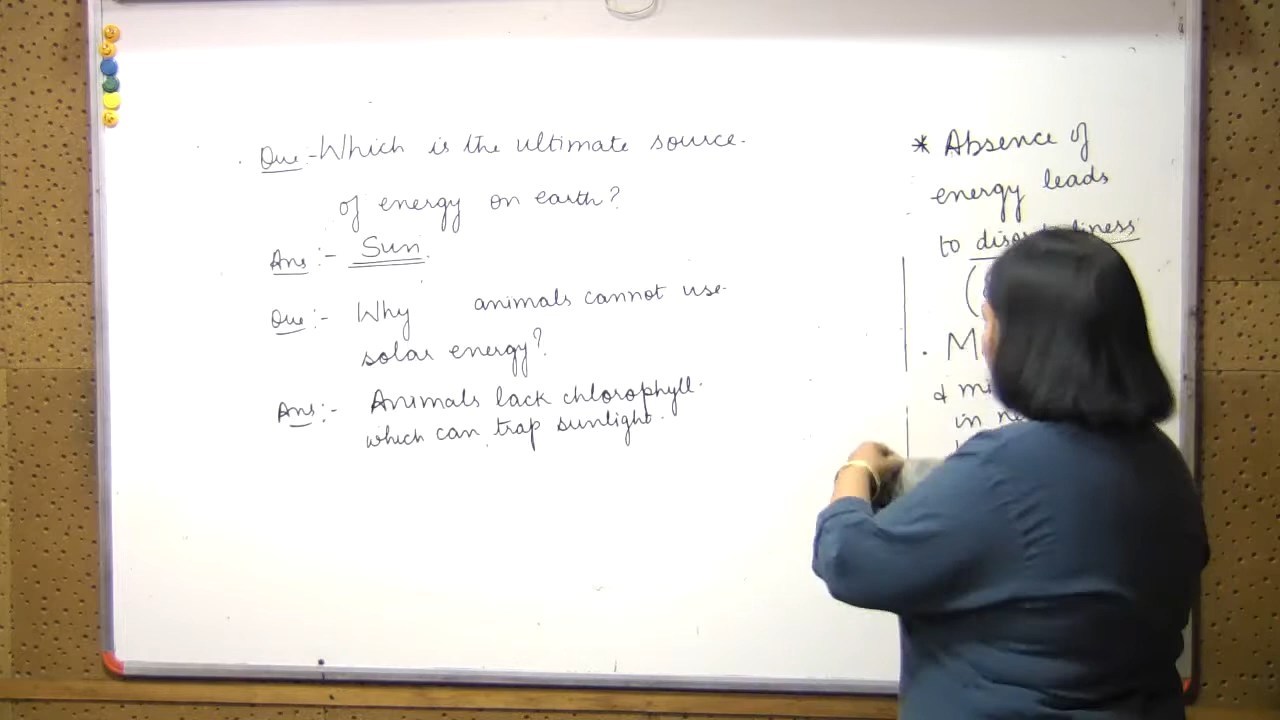 Que:- Which is the ultimate source.
of energy on earth?
Ans:- Sun.
Que:- Why animals cannot use
solar energy?
Ans:- Animals lack chlorophyll.
which can trap sunlight.
* Absence of
energy leads
to
in